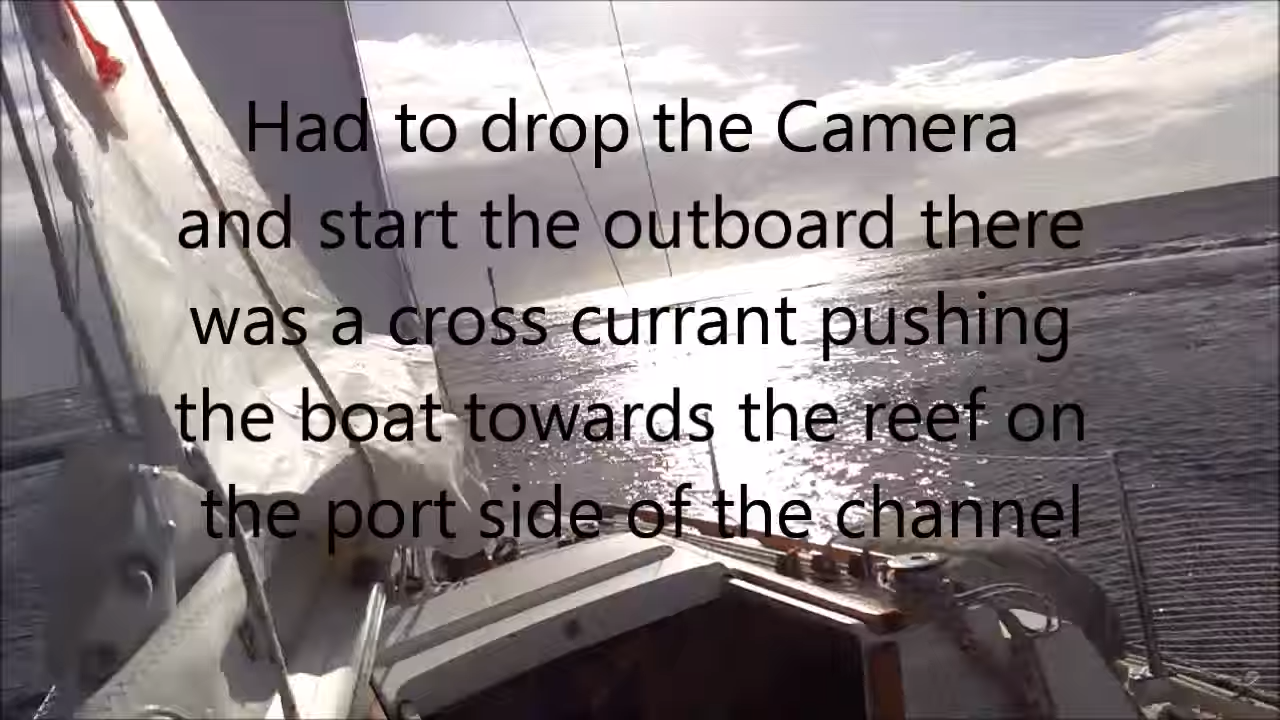 Had to drop the Camera
and start the outboard there
was a cross currant pushing
the boat towards the reef on
the port side of the channel